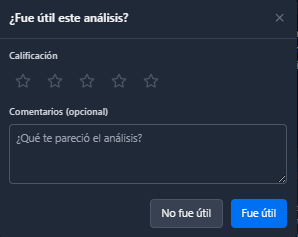 ¿Fue útil este análisis?
Calificación
Comentarios (opcional)
¿Qué te pareció el análisis?
No fue útil
Fue útil